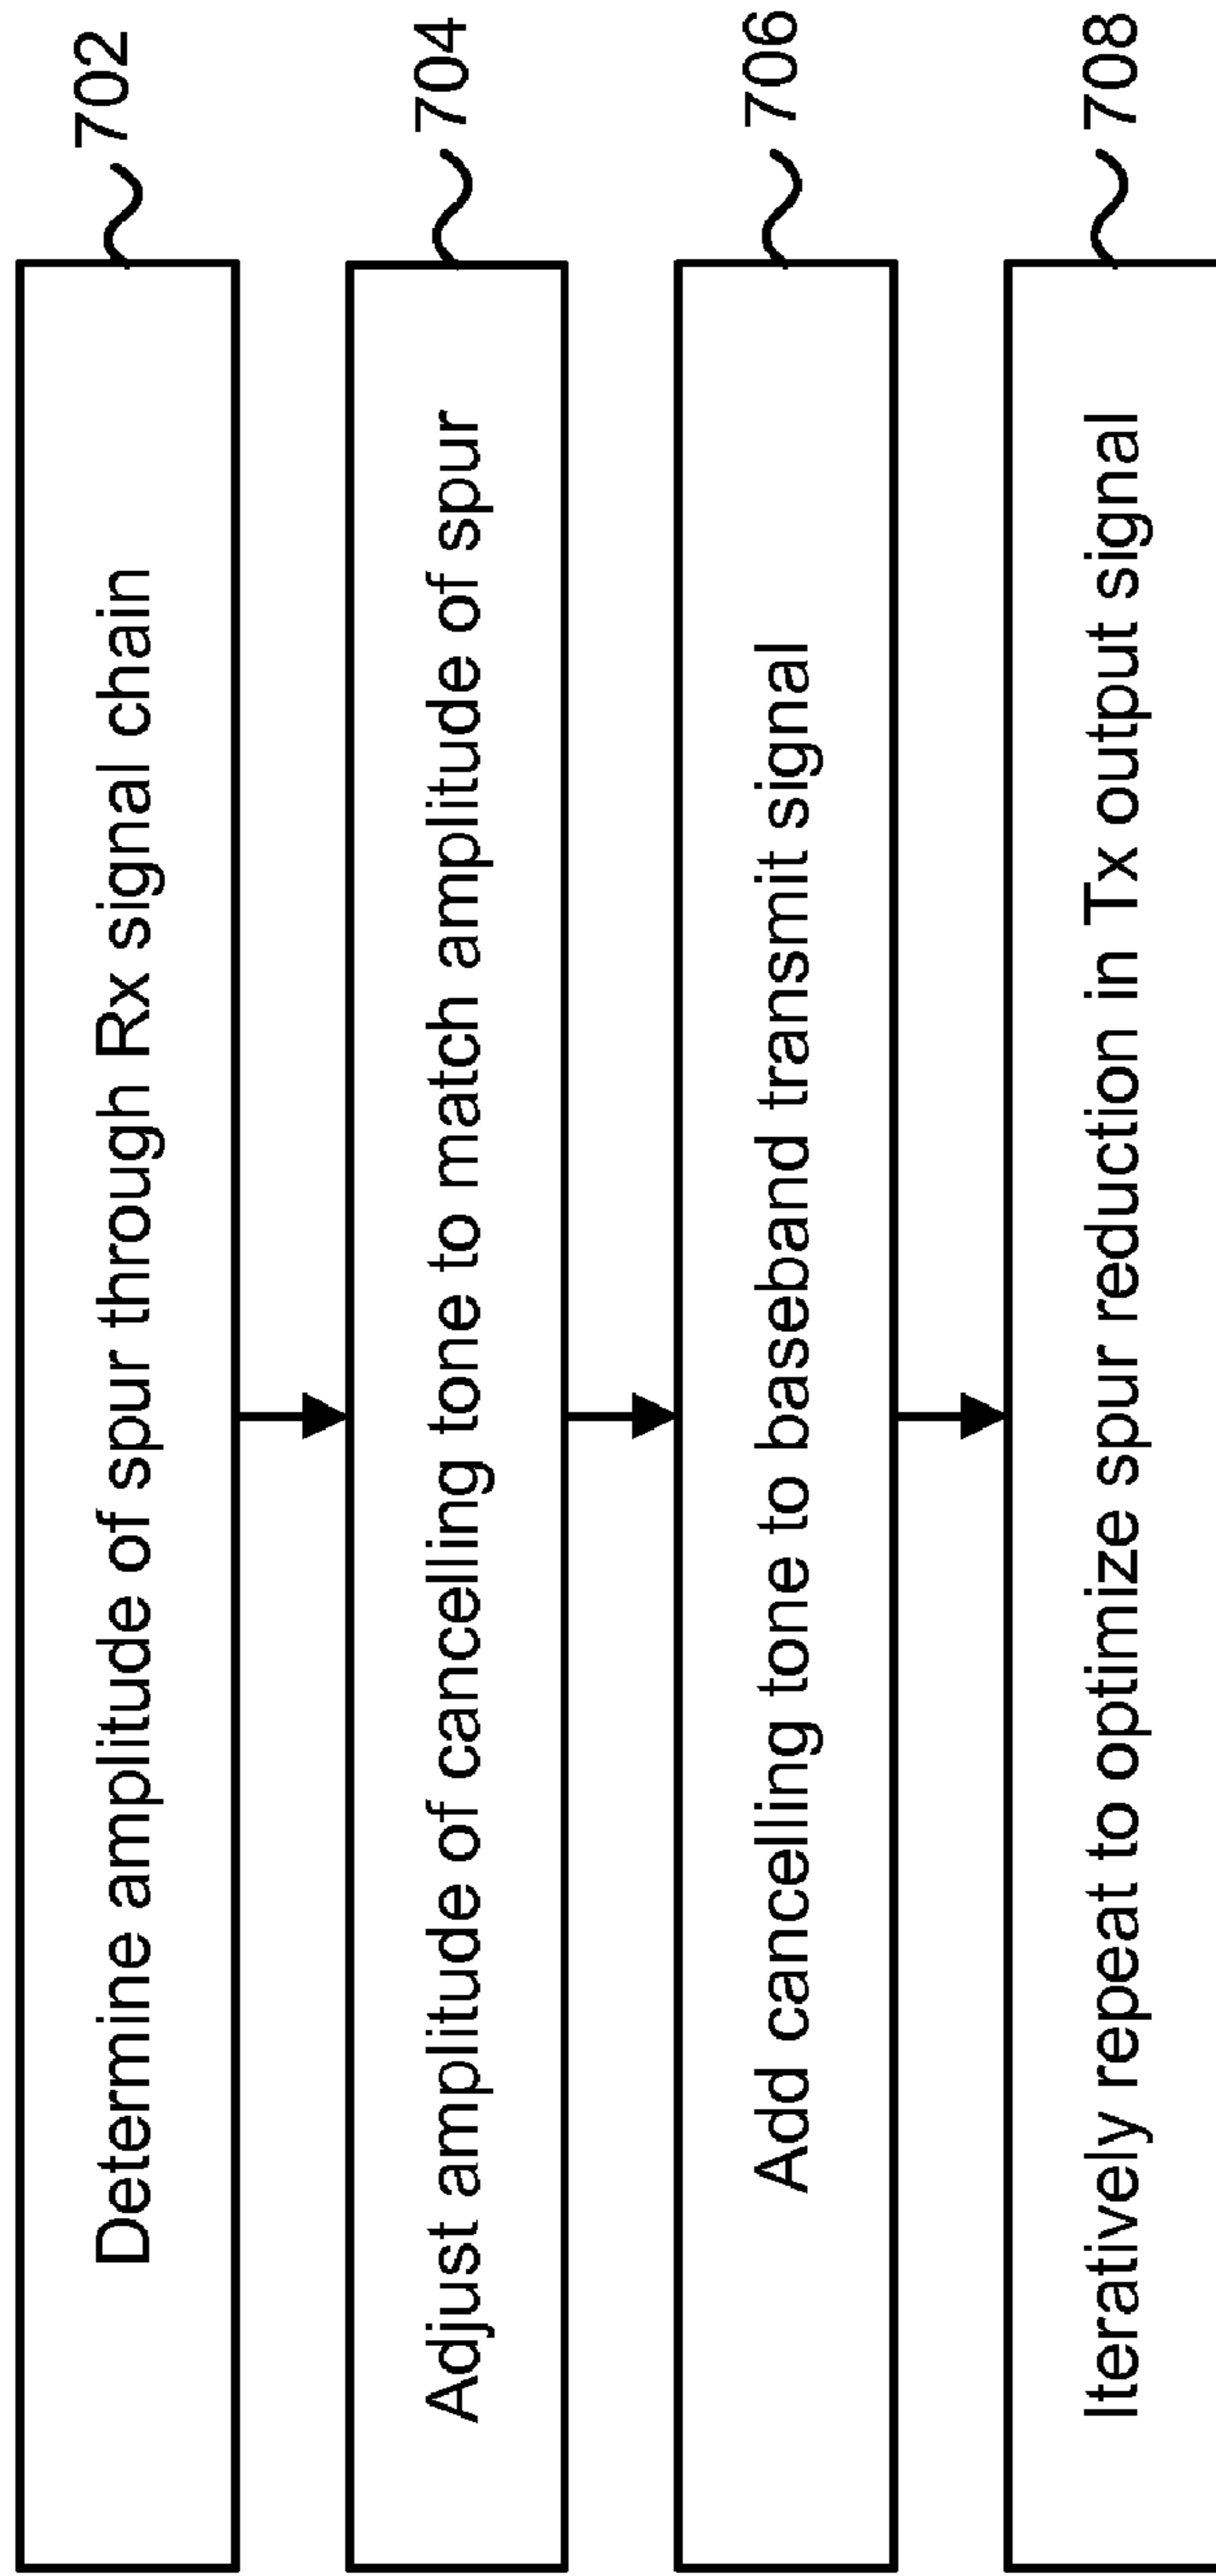 Determine amplitude of spur through Rx signal chain
702
Adjust amplitude of cancelling tone to match amplitude of spur
704
Add cancelling tone to baseband transmit signal
706
Iteratively repeat to optimize spur reduction in Tx output signal
708